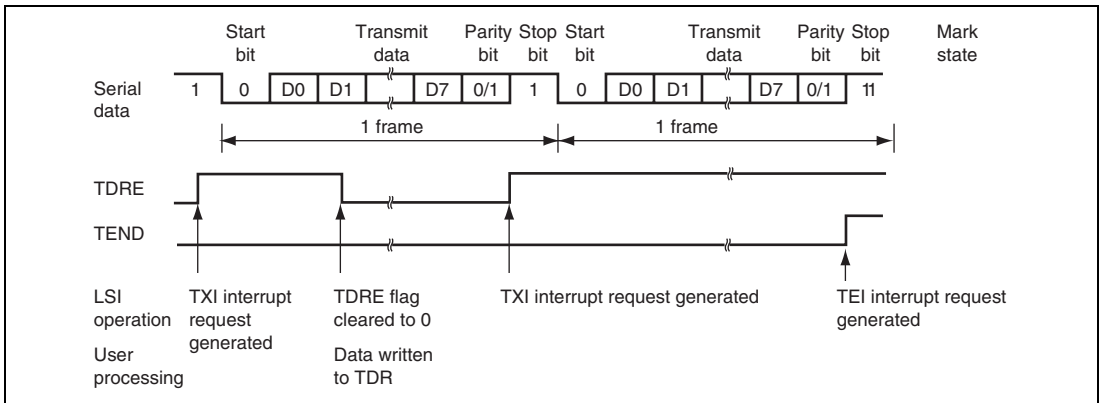 Start bit Transmit data Parity bit Stop bit Start bit Transmit data Parity bit Stop bit Mark state
Serial data 1 0 D0 D1 D7 0/1 1 0 D0 D1 D7 0/1 11
1 frame 1 frame
TDRE
TEND
LSI operation TXI interrupt request generated TDRE flag cleared to 0 TXI interrupt request generated TEI interrupt request generated
User processing Data written to TDR